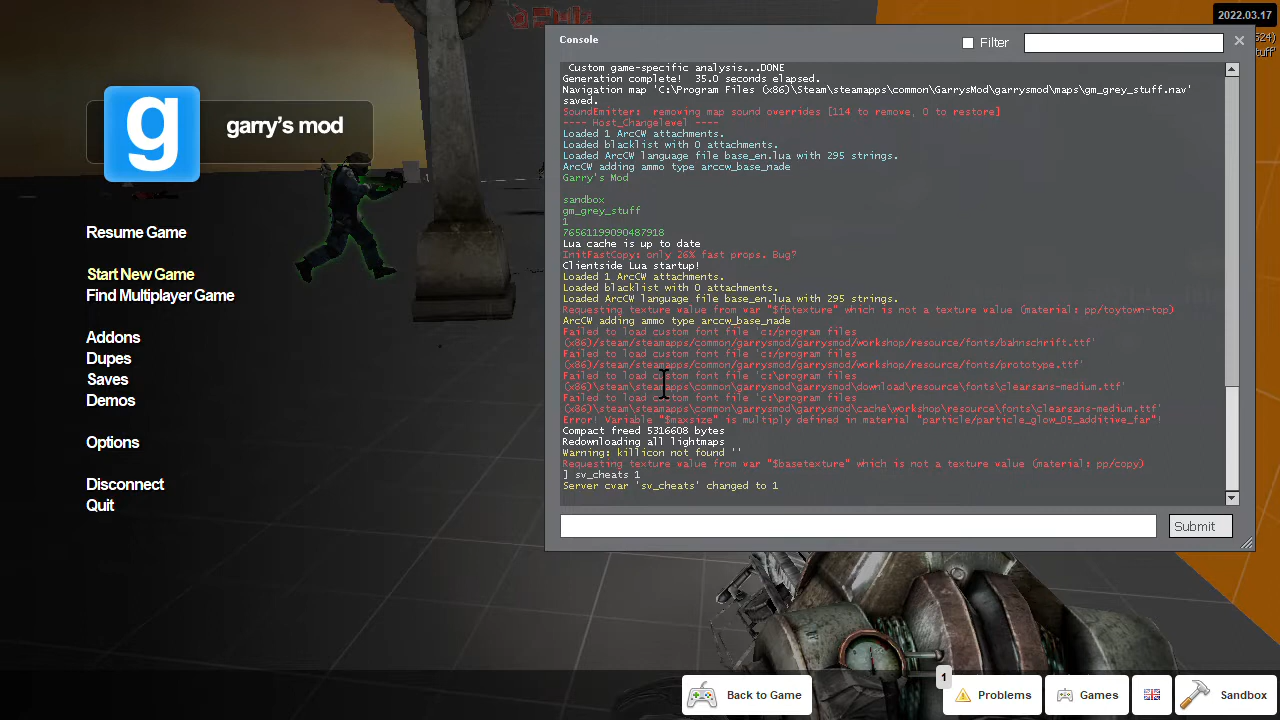 2022.03.17
Console
Filter
Custom game-specific analysis...DONE
Generation complete!  35.0 seconds elapsed.
Navigation map 'C:\Program Files (x86)\Steam\steamapps\common\GarrysMod\garrysmod\maps\gm_grey_stuff.nav'
saved.
SoundEmitter:  removing map sound overrides [114 to remove, 0 to restore]
---- Host_Changelevel ----
Loaded 1 ArcCW attachments.
Loaded blacklist with 0 attachments.
Loaded ArcCW language file base_en.lua with 295 strings.
ArcCW adding ammo type arccw_base_nade
Garry's Mod
sandbox
gm_grey_stuff
1
76561199090487918
Lua cache is up to date
InitFastCopy: only 26% fast props. Bug?
Clientside Lua startup!
Loaded 1 ArcCW attachments.
Loaded blacklist with 0 attachments.
Loaded ArcCW language file base_en.lua with 295 strings.
Requesting texture value from var "$fbtexture" which is not a texture value (material: pp/toytown-top)
ArcCW adding ammo type arccw_base_nade
Failed to load custom font file 'c:/program files
(x86)/steam/steamapps/common/garrysmod/garrysmod/workshop/resource/fonts/bahnschrift.ttf'
Failed to load custom font file 'c:/program files
(x86)/steam/steamapps/common/garrysmod/garrysmod/workshop/resource/fonts/prototype.ttf'
Failed to load custom font file 'c:\program files
(x86)\steam\steamapps\common\garrysmod\garrysmod\download\resource\fonts\clearsans-medium.ttf'
Failed to load custom font file 'c:\program files
(x86)\steam\steamapps\common\garrysmod\garrysmod\cache\workshop\resource\fonts\clearsans-medium.ttf'
Error! Variable "$maxsize" is multiply defined in material "particle/particle_glow_05_additive_far"!
Compact freed 5316608 bytes
Redownloading all lightmaps
Warning: killicon not found ''
Requesting texture value from var "$basetexture" which is not a texture value (material: pp/copy)
] sv_cheats 1
Server cvar 'sv_cheats' changed to 1
Submit
g
garry's mod
Resume Game
Start New Game
Find Multiplayer Game
Addons
Dupes
Saves
Demos
Options
Disconnect
Quit
Back to Game
1
Problems
Games
Sandbox